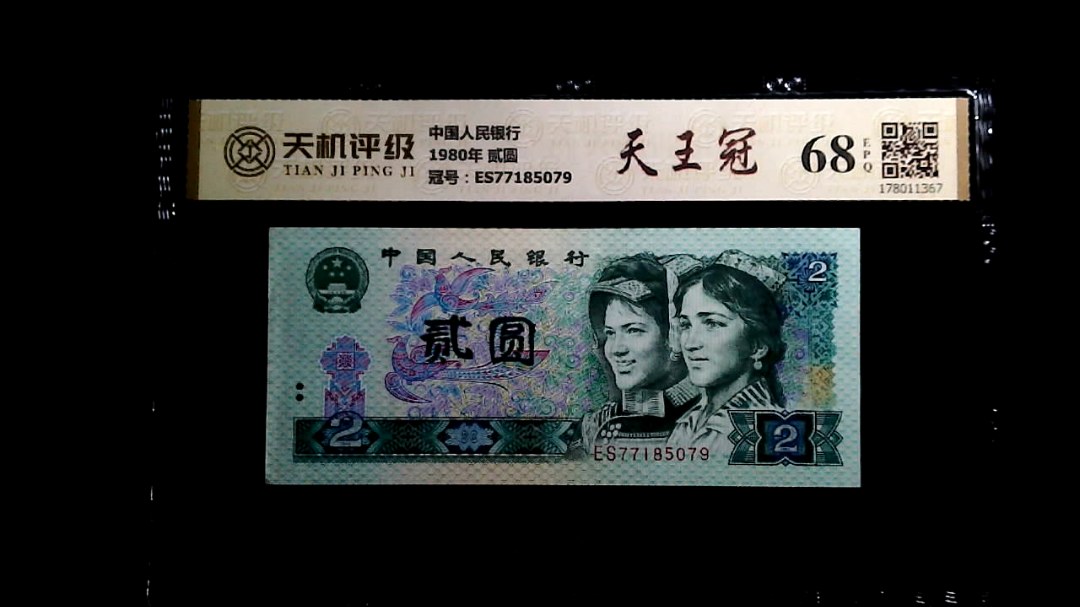 天机评级
TIAN JI PING JI
中国人民银行
1980年 贰圆
冠号：ES77185079
天王冠
68
EPQ
178011367
中国人民银行
2
贰圆
2
2
ES77185079